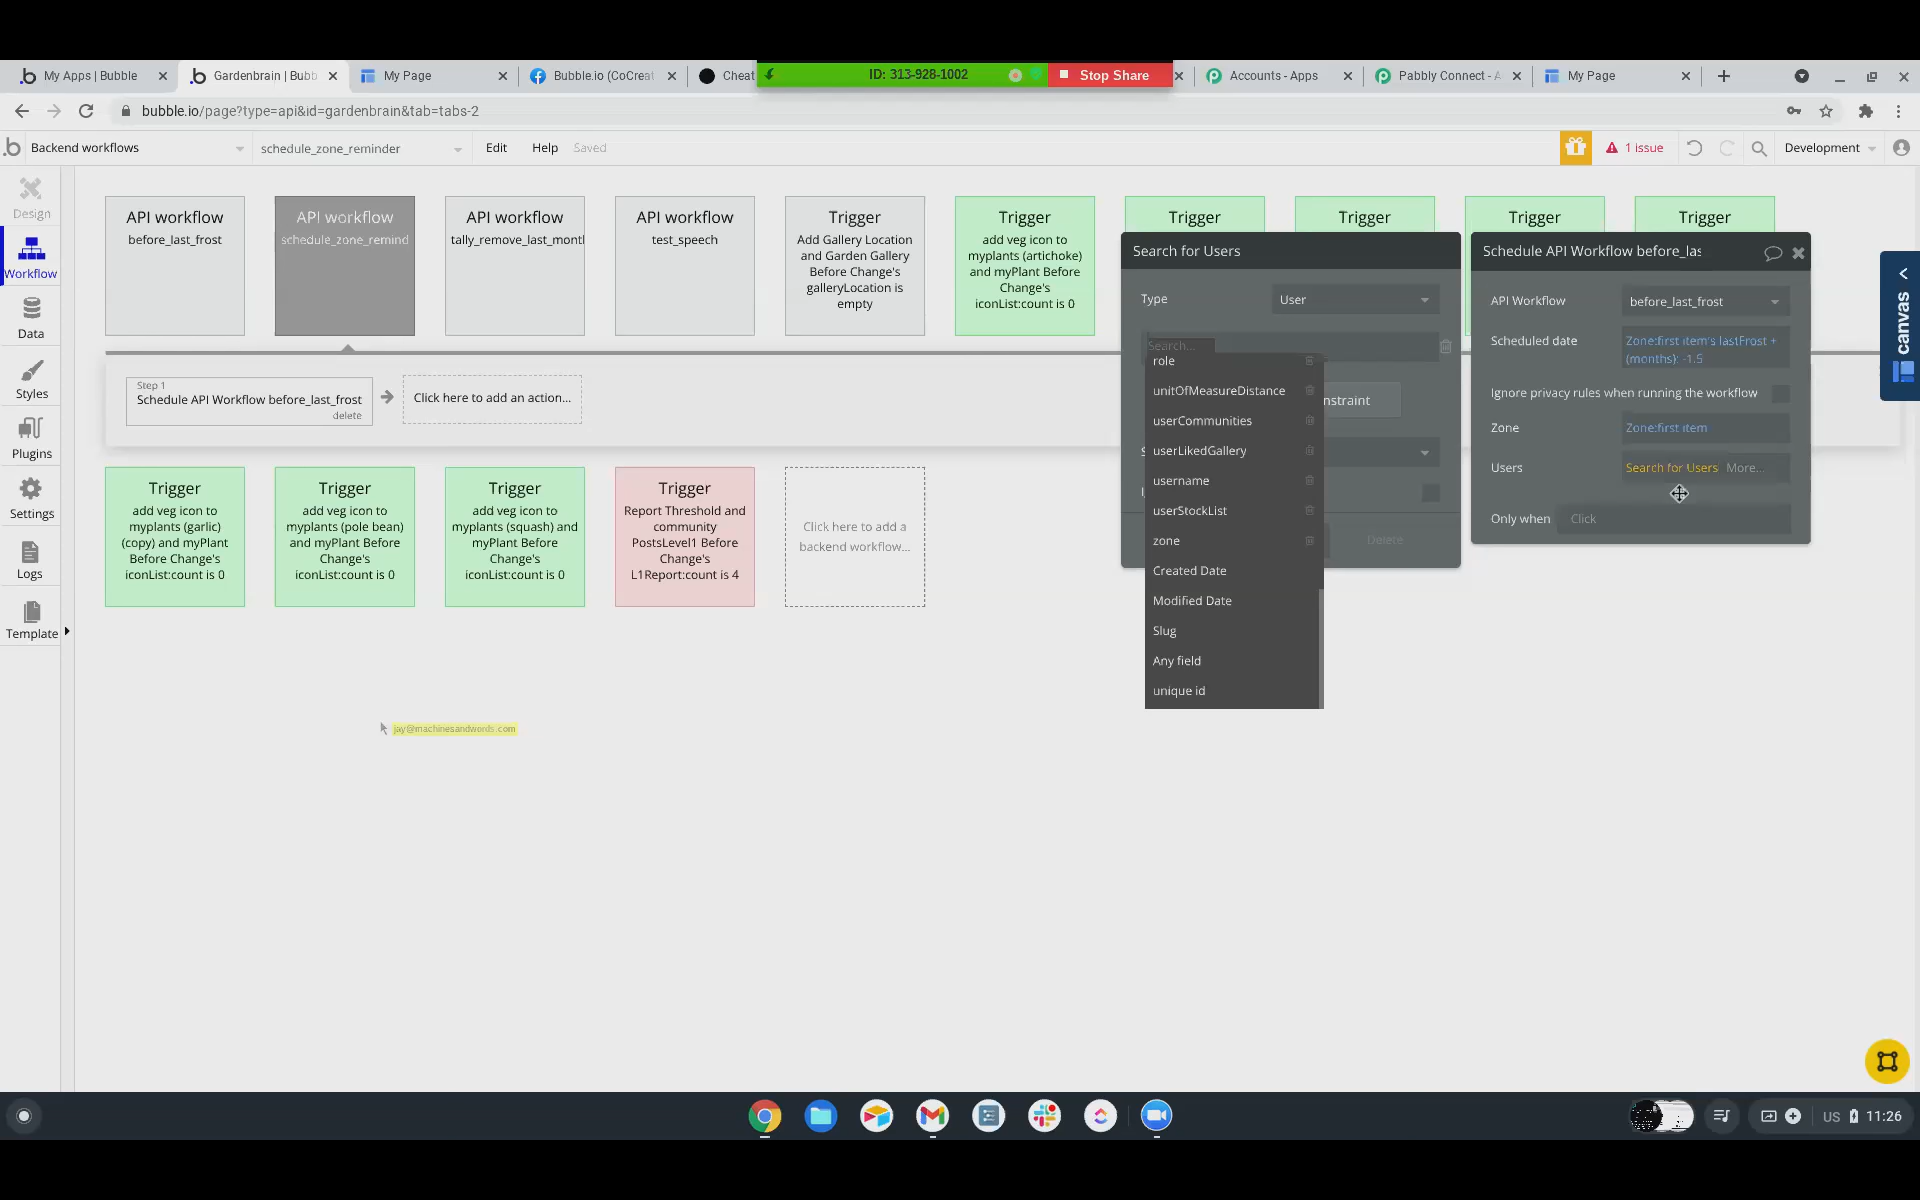 My Apps | Bubble
Gardenbrain | Bubb
My Page
Bubble.io (CoCreat
Cheat
ID: 313-928-1002
Stop Share
Accounts - Apps
Pabbly Connect - A
My Page
bubble.io/page?type=api&id=gardenbrain&tab=tabs-2
Backend workflows
schedule_zone_reminder
Edit
Help
Saved
1 issue
Development
Design
Workflow
Data
Styles
Plugins
Settings
Logs
Template
API workflow
before_last_frost
API workflow
schedule_zone_remind
API workflow
tally_remove_last_mont
API workflow
test_speech
Trigger
Add Gallery Location
and Garden Gallery
Before Change's
galleryLocation is
empty
Trigger
add veg icon to
myplants (artichoke)
and myPlant Before
Change's
iconList:count is 0
Trigger
Trigger
Trigger
Trigger
Step 1
Schedule API Workflow before_last_frost
delete
Click here to add an action...
Trigger
add veg icon to
myplants (garlic)
(copy) and myPlant
Before Change's
iconList:count is 0
Trigger
add veg icon to
myplants (pole bean)
and myPlant Before
Change's
iconList:count is 0
Trigger
add veg icon to
myplants (squash) and
myPlant Before
Change's
iconList:count is 0
Trigger
Report Threshold and
community
PostsLevel1 Before
Change's
L1Report:count is 4
Click here to add a
backend workflow...
Search for Users
Type
User
Search...
role
unitOfMeasureDistance
userCommunities
userLikedGallery
username
userStockList
zone
Created Date
Modified Date
Slug
Any field
unique id
nstraint
Delete
Schedule API Workflow before_las
API Workflow
before_last_frost
Scheduled date
Zone:first item's lastFrost +
(months): -1.5
Ignore privacy rules when running the workflow
Zone
Zone:first item
Users
Search for Users More...
Only when
Click
canvas
jay@machinesandwords.com
US
11:26